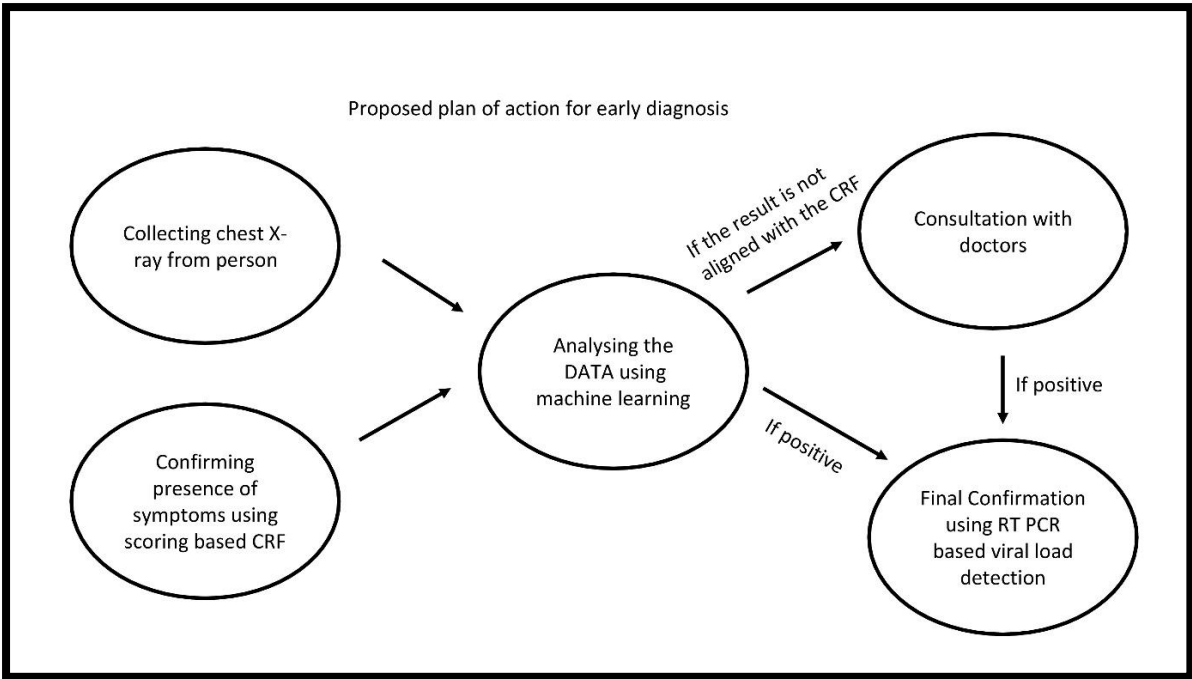 Proposed plan of action for early diagnosis
Collecting chest X-
ray from person
Confirming
presence of
symptoms using
scoring based CRF
Analysing the
DATA using
machine learning
If the result is not
aligned with the CRF
Consultation with
doctors
If positive
If positive
Final Confirmation
using RT PCR
based viral load
detection